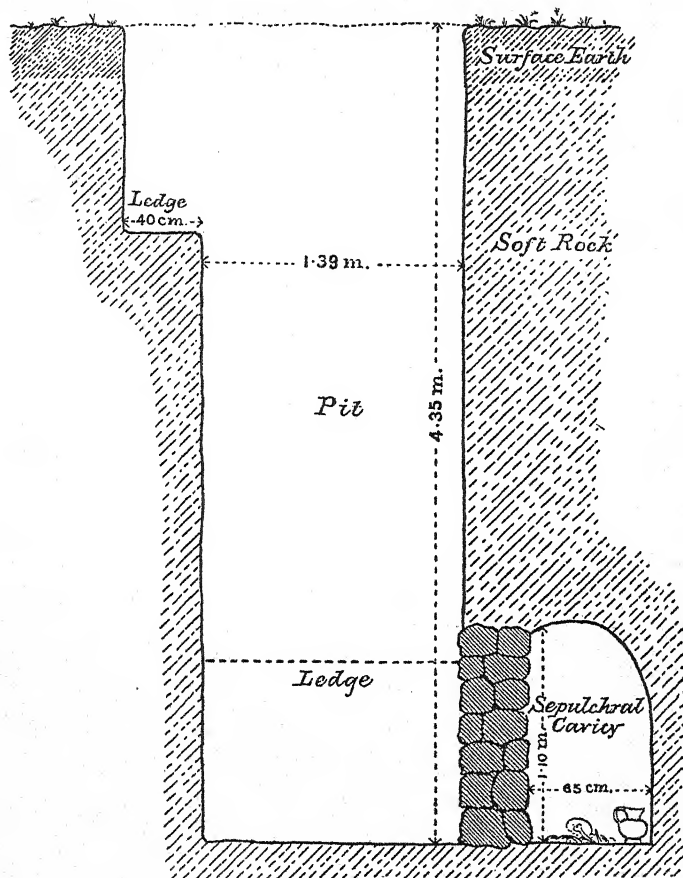 Surface Earth
Ledge
40 cm.
Soft Rock
1·39 m.
Pit
4·35 m.
Ledge
Sepulchral
Cavity
1·10 m.
65 cm.